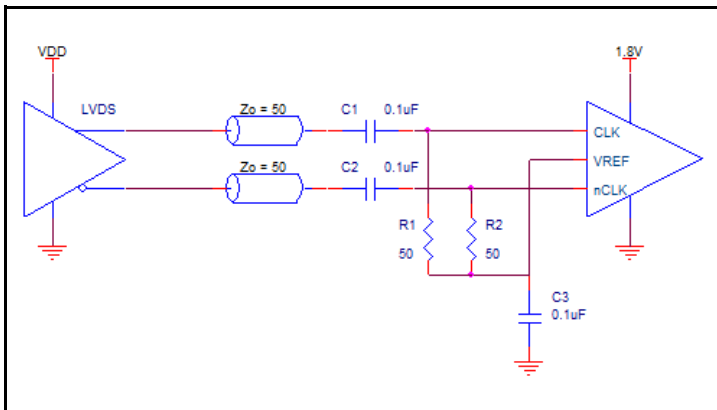 VDD
1.8V
LVDS
Zo = 50
C1
0.1uF
CLK
Zo = 50
C2
0.1uF
VREF
nCLK
R1
R2
50
50
C3
0.1uF